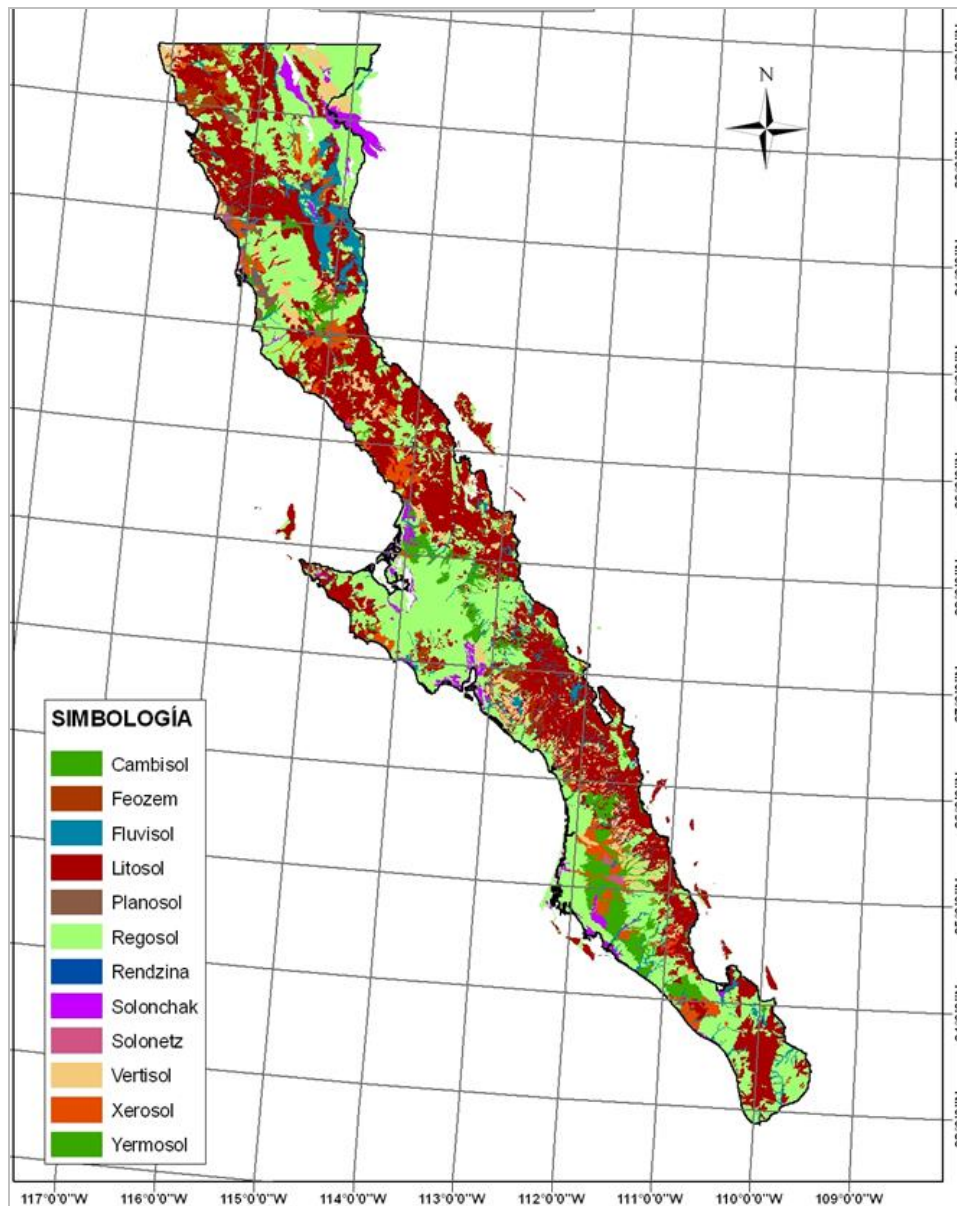 N
SIMBOLOGÍA
Cambisol
Feozem
Fluvisol
Litosol
Planosol
Regosol
Rendzina
Solonchak
Solonetz
Vertisol
Xerosol
Yermosol
117°0'0"W 116°0'0"W 115°0'0"W 114°0'0"W 113°0'0"W 112°0'0"W 111°0'0"W 110°0'0"W 109°0'0"W